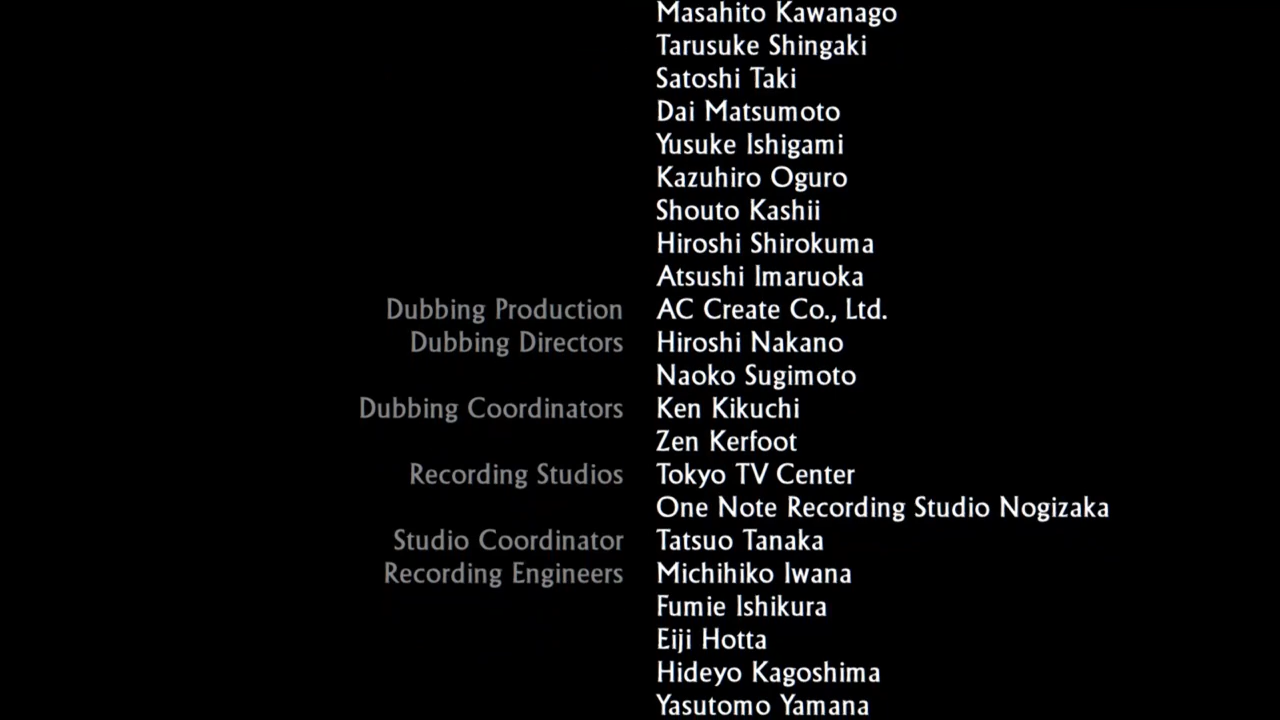 Masahito Kawanago
Tarusuke Shingaki
Satoshi Taki
Dai Matsumoto
Yusuke Ishigami
Kazuhiro Oguro
Shouto Kashii
Hiroshi Shirokuma
Atsushi Imaruoka
Dubbing Production AC Create Co., Ltd.
Dubbing Directors Hiroshi Nakano
Naoko Sugimoto
Dubbing Coordinators Ken Kikuchi
Zen Kerfoot
Recording Studios Tokyo TV Center
One Note Recording Studio Nogizaka
Studio Coordinator Tatsuo Tanaka
Recording Engineers Michihiko Iwana
Fumie Ishikura
Eiji Hotta
Hideyo Kagoshima
Yasutomo Yamana